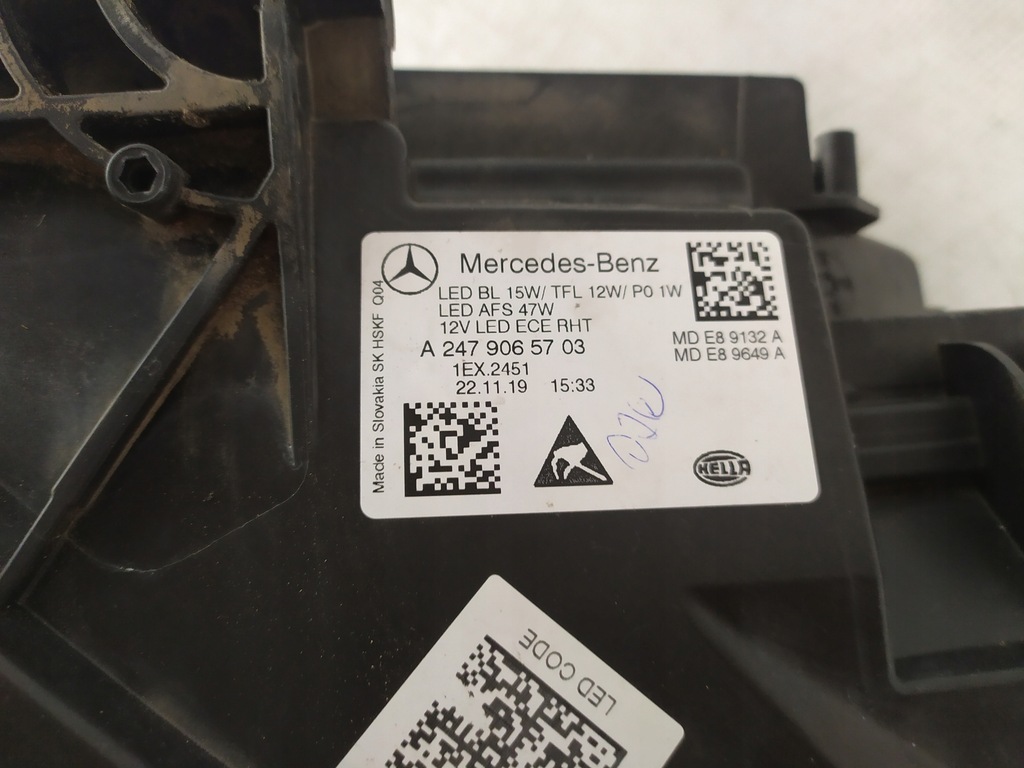 Mercedes-Benz
LED BL 15W/ TFL 12W/ PO 1W
LED AFS 47W
12V LED ECE RHT
A 247 906 57 03
1EX.2451
22.11.19 15:33
MD E8 9132 A
MD E8 9649 A
Made in Slovakia SK HSKF Q04
HELLA
LED CODE